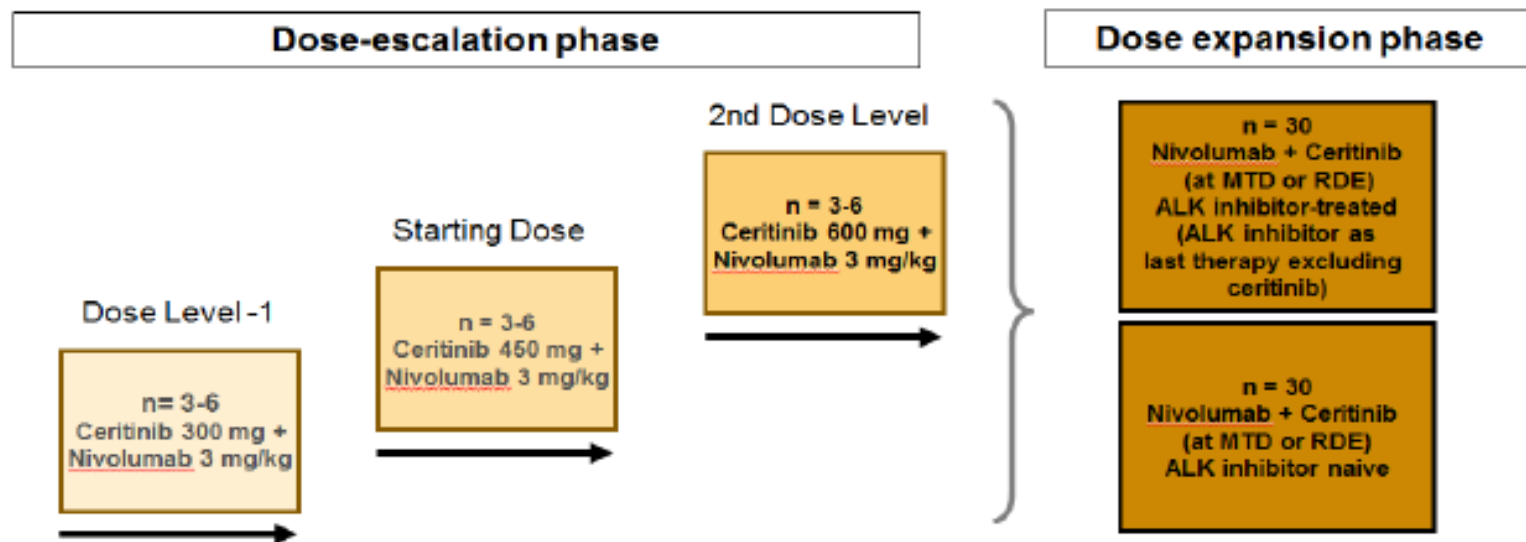 Dose-escalation phase
Dose expansion phase
Dose Level -1
n= 3-6
Ceritinib 300 mg +
Nivolumab 3 mg/kg
Starting Dose
n = 3-6
Ceritinib 450 mg +
Nivolumab 3 mg/kg
2nd Dose Level
n = 3-6
Ceritinib 600 mg +
Nivolumab 3 mg/kg
n = 30
Nivolumab + Ceritinib
(at MTD or RDE)
ALK inhibitor-treated
(ALK inhibitor as
last therapy excluding
ceritinib)
n = 30
Nivolumab + Ceritinib
(at MTD or RDE)
ALK inhibitor naive